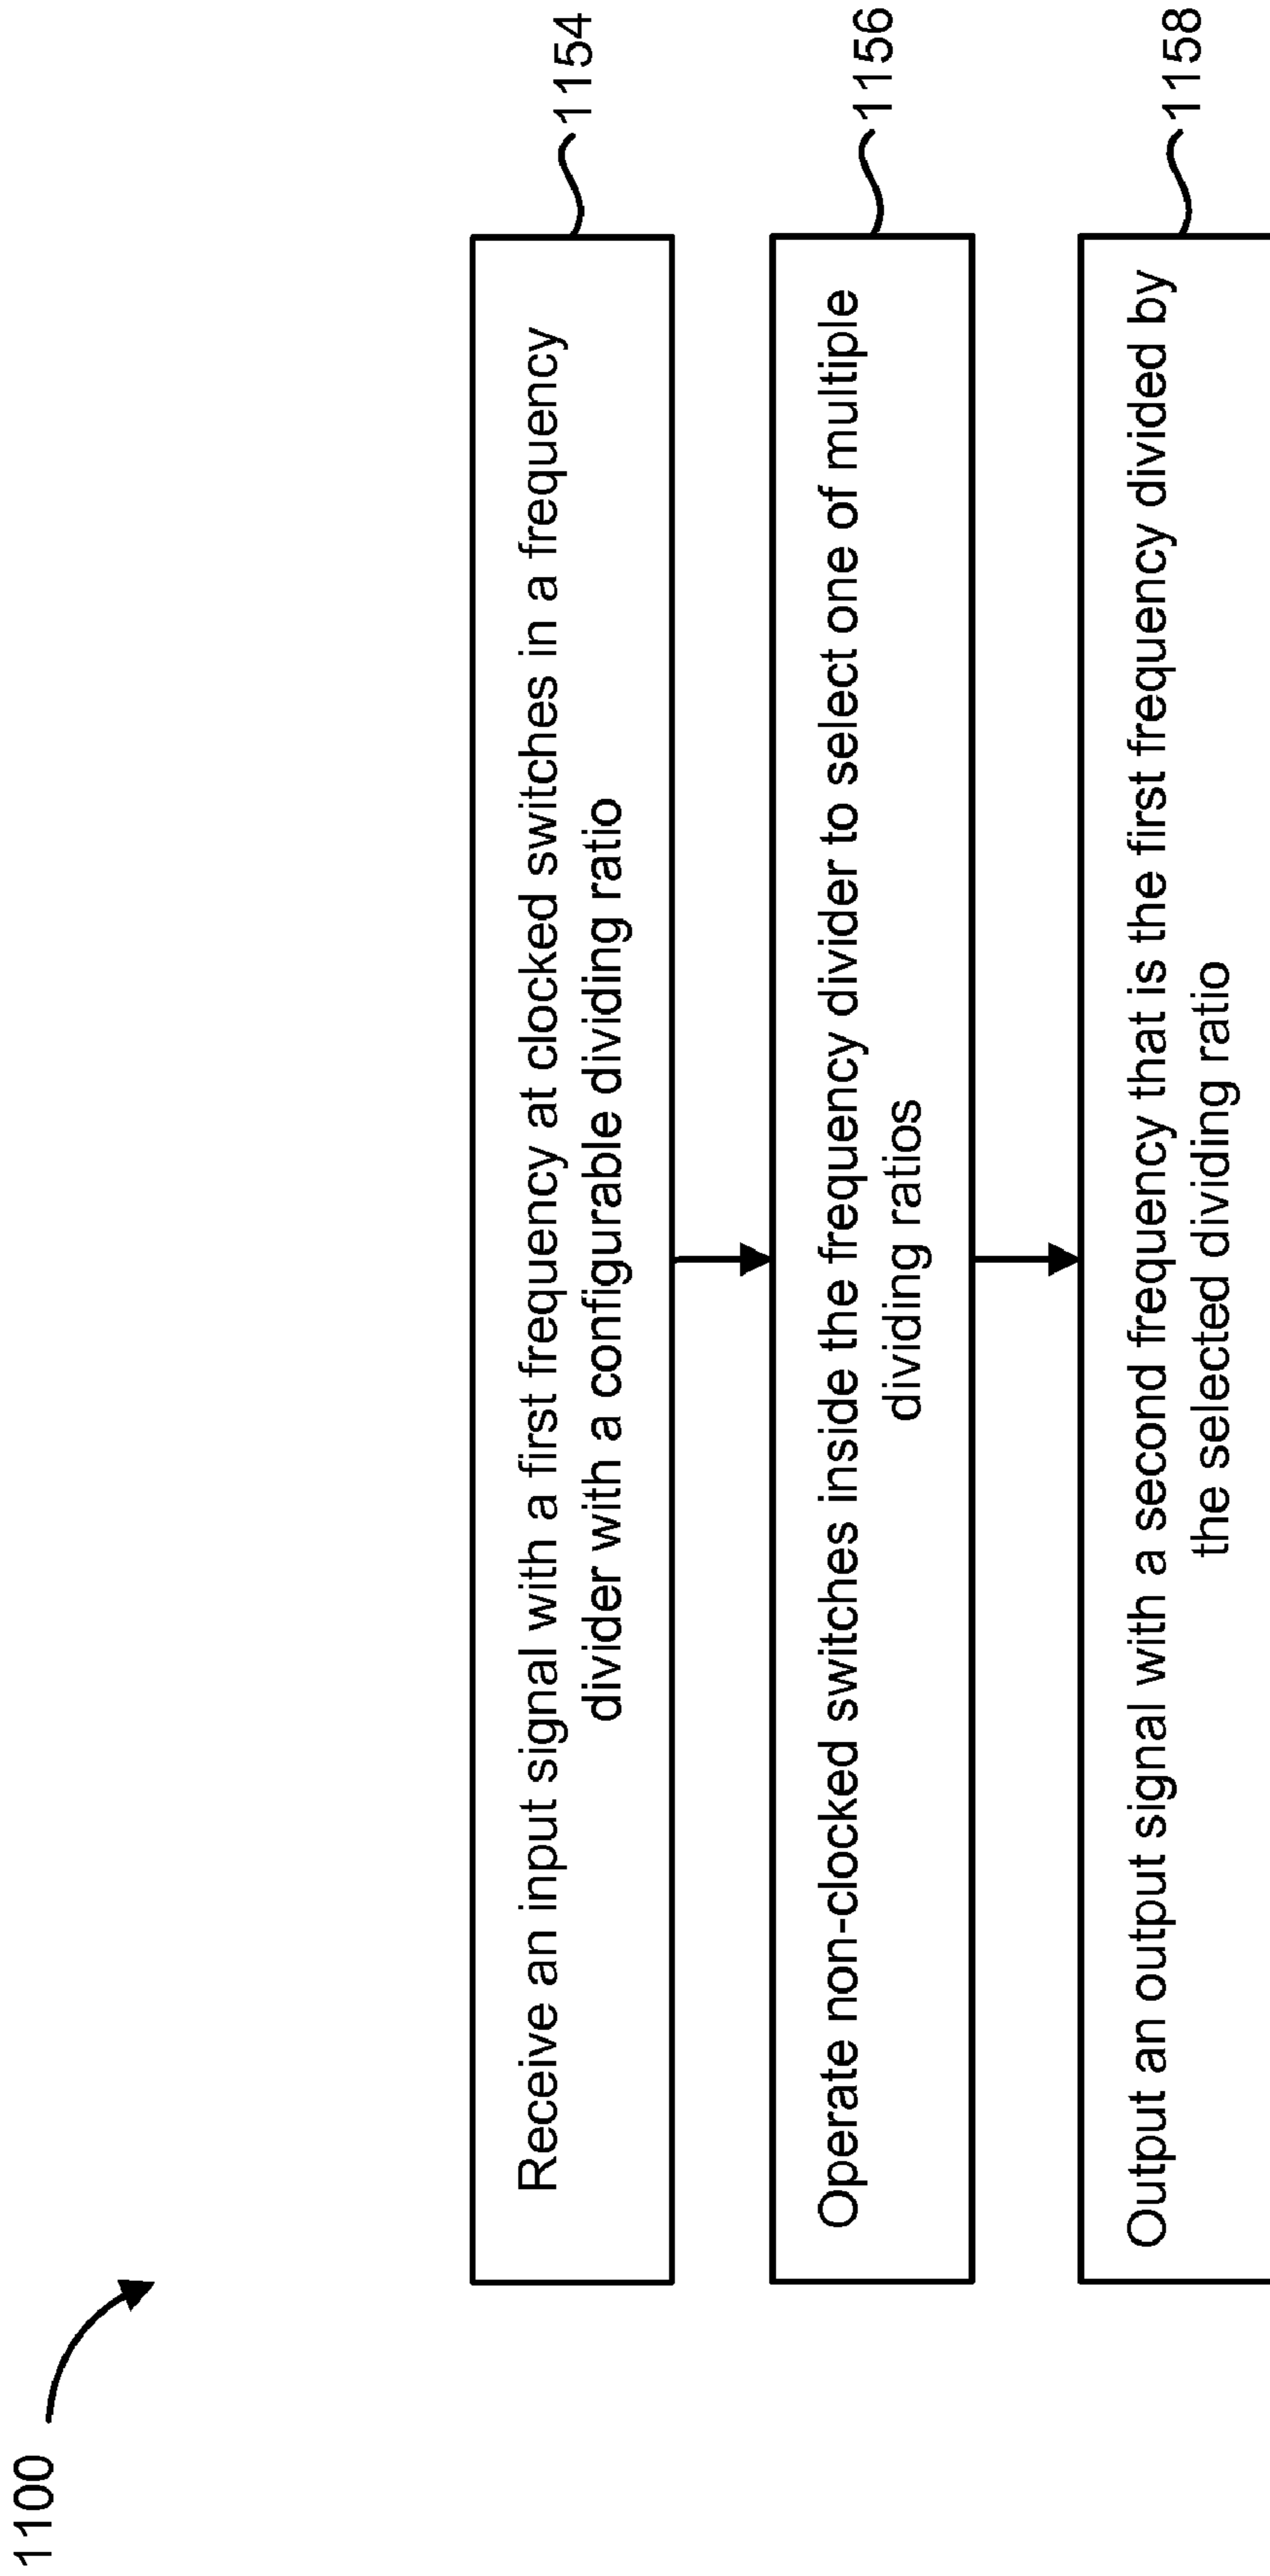 1100
Receive an input signal with a first frequency at clocked switches in a frequency
divider with a configurable dividing ratio
1154
Operate non-clocked switches inside the frequency divider to select one of multiple
dividing ratios
1156
Output an output signal with a second frequency that is the first frequency divided by
the selected dividing ratio
1158